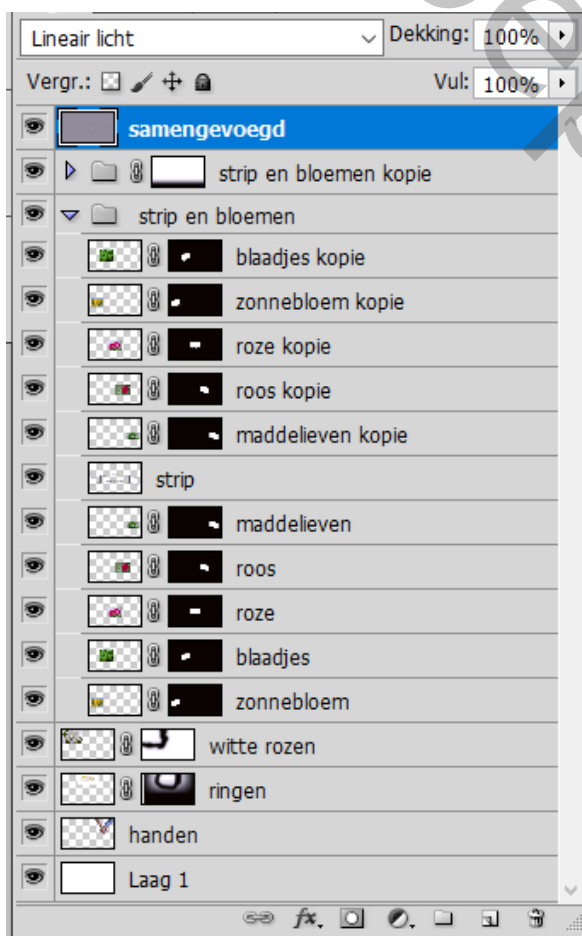 Lineair licht Dekking: 100%
Vergr.: Vul: 100%
samengevoegd
strip en bloemen kopie
strip en bloemen
blaadjes kopie
zonnebloem kopie
roze kopie
roos kopie
maddelieven kopie
strip
maddelieven
roos
roze
blaadjes
zonnebloem
witte rozen
ringen
handen
Laag 1
fx.